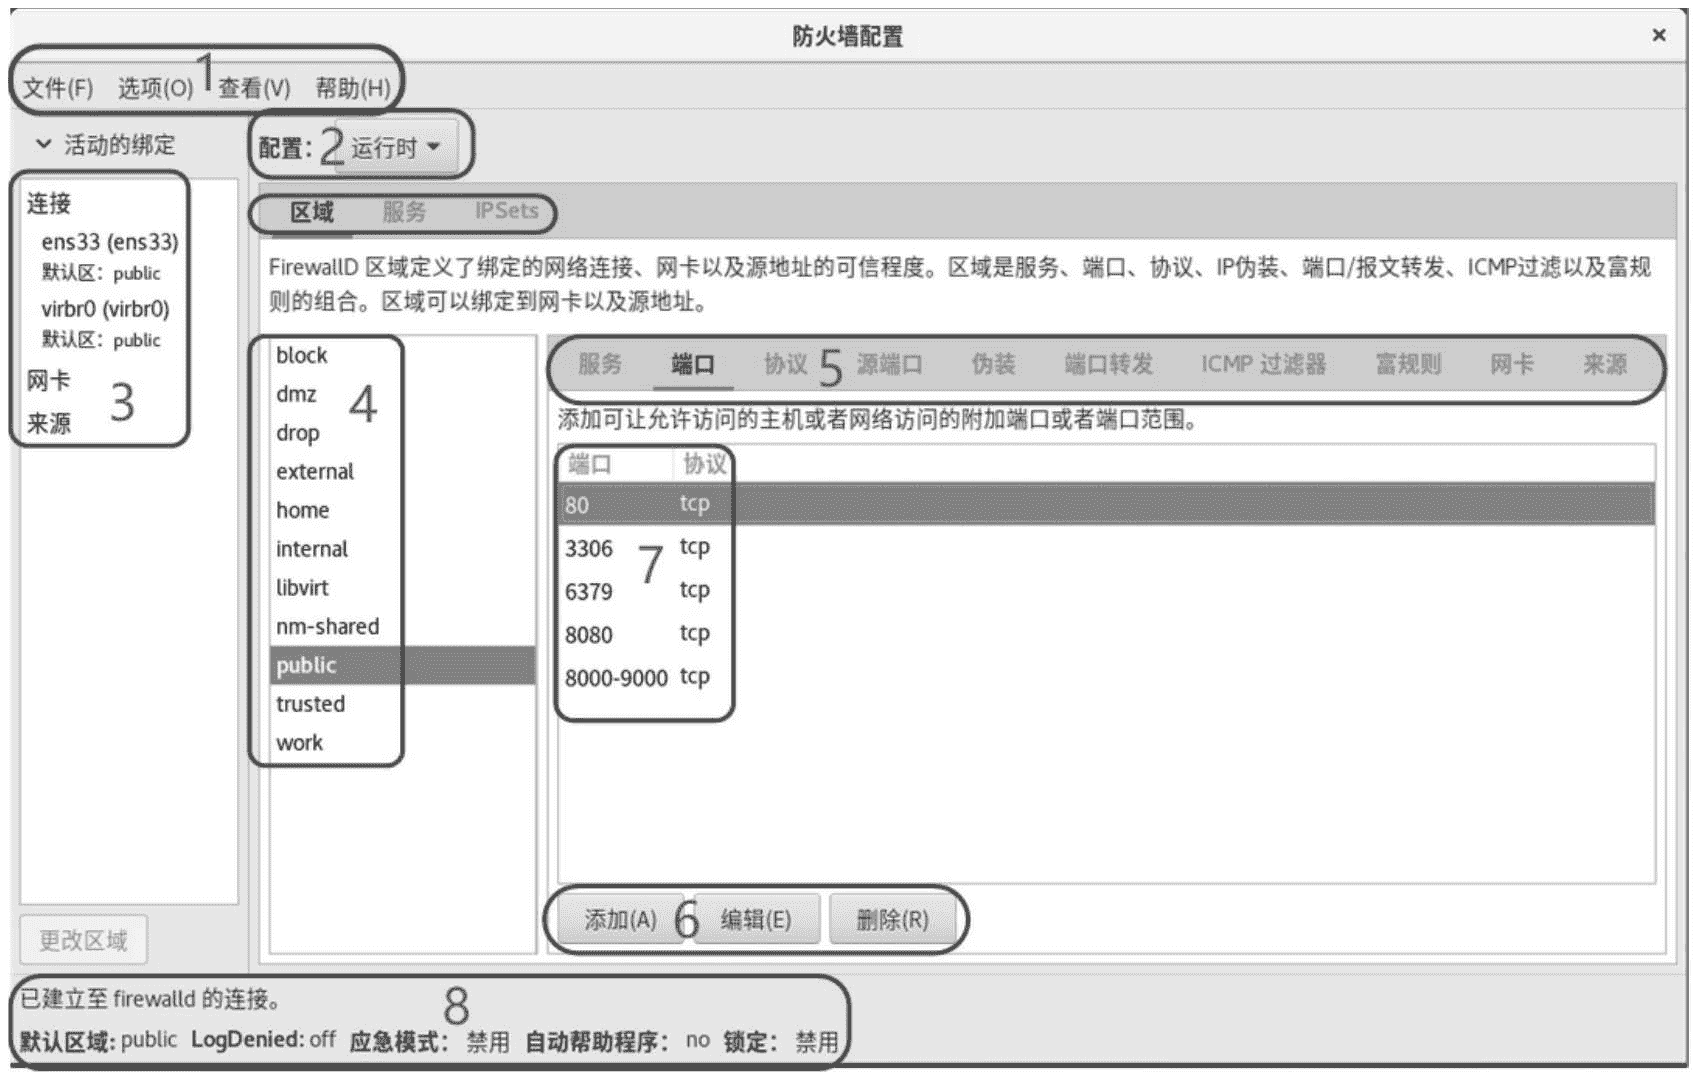 防火墙配置 ×
文件(F) 选项(O) 1 查看(V) 帮助(H)
活动的绑定
配置： 2 运行时
连接
ens33 (ens33)
默认区：public
virbr0 (virbr0)
默认区：public
网卡
来源
3
区域 服务 IPSets
FirewallD 区域定义了绑定的网络连接、网卡以及源地址的可信程度。区域是服务、端口、协议、IP伪装、端口/报文转发、ICMP过滤以及富规
则的组合。区域可以绑定到网卡以及源地址。
block
dmz
drop
external
home
internal
libvirt
nm-shared
public
trusted
work
4
服务 端口 协议 5 源端口 伪装 端口转发 ICMP 过滤器 富规则 网卡 来源
添加可让允许访问的主机或者网络访问的附加端口或者端口范围。
端口 协议
80 tcp
3306 tcp
6379 tcp
8080 tcp
8000-9000 tcp
7
添加(A) 6 编辑(E) 删除(R)
更改区域
已建立至 firewalld 的连接。
8
默认区域: public LogDenied: off 应急模式： 禁用 自动帮助程序： no 锁定： 禁用